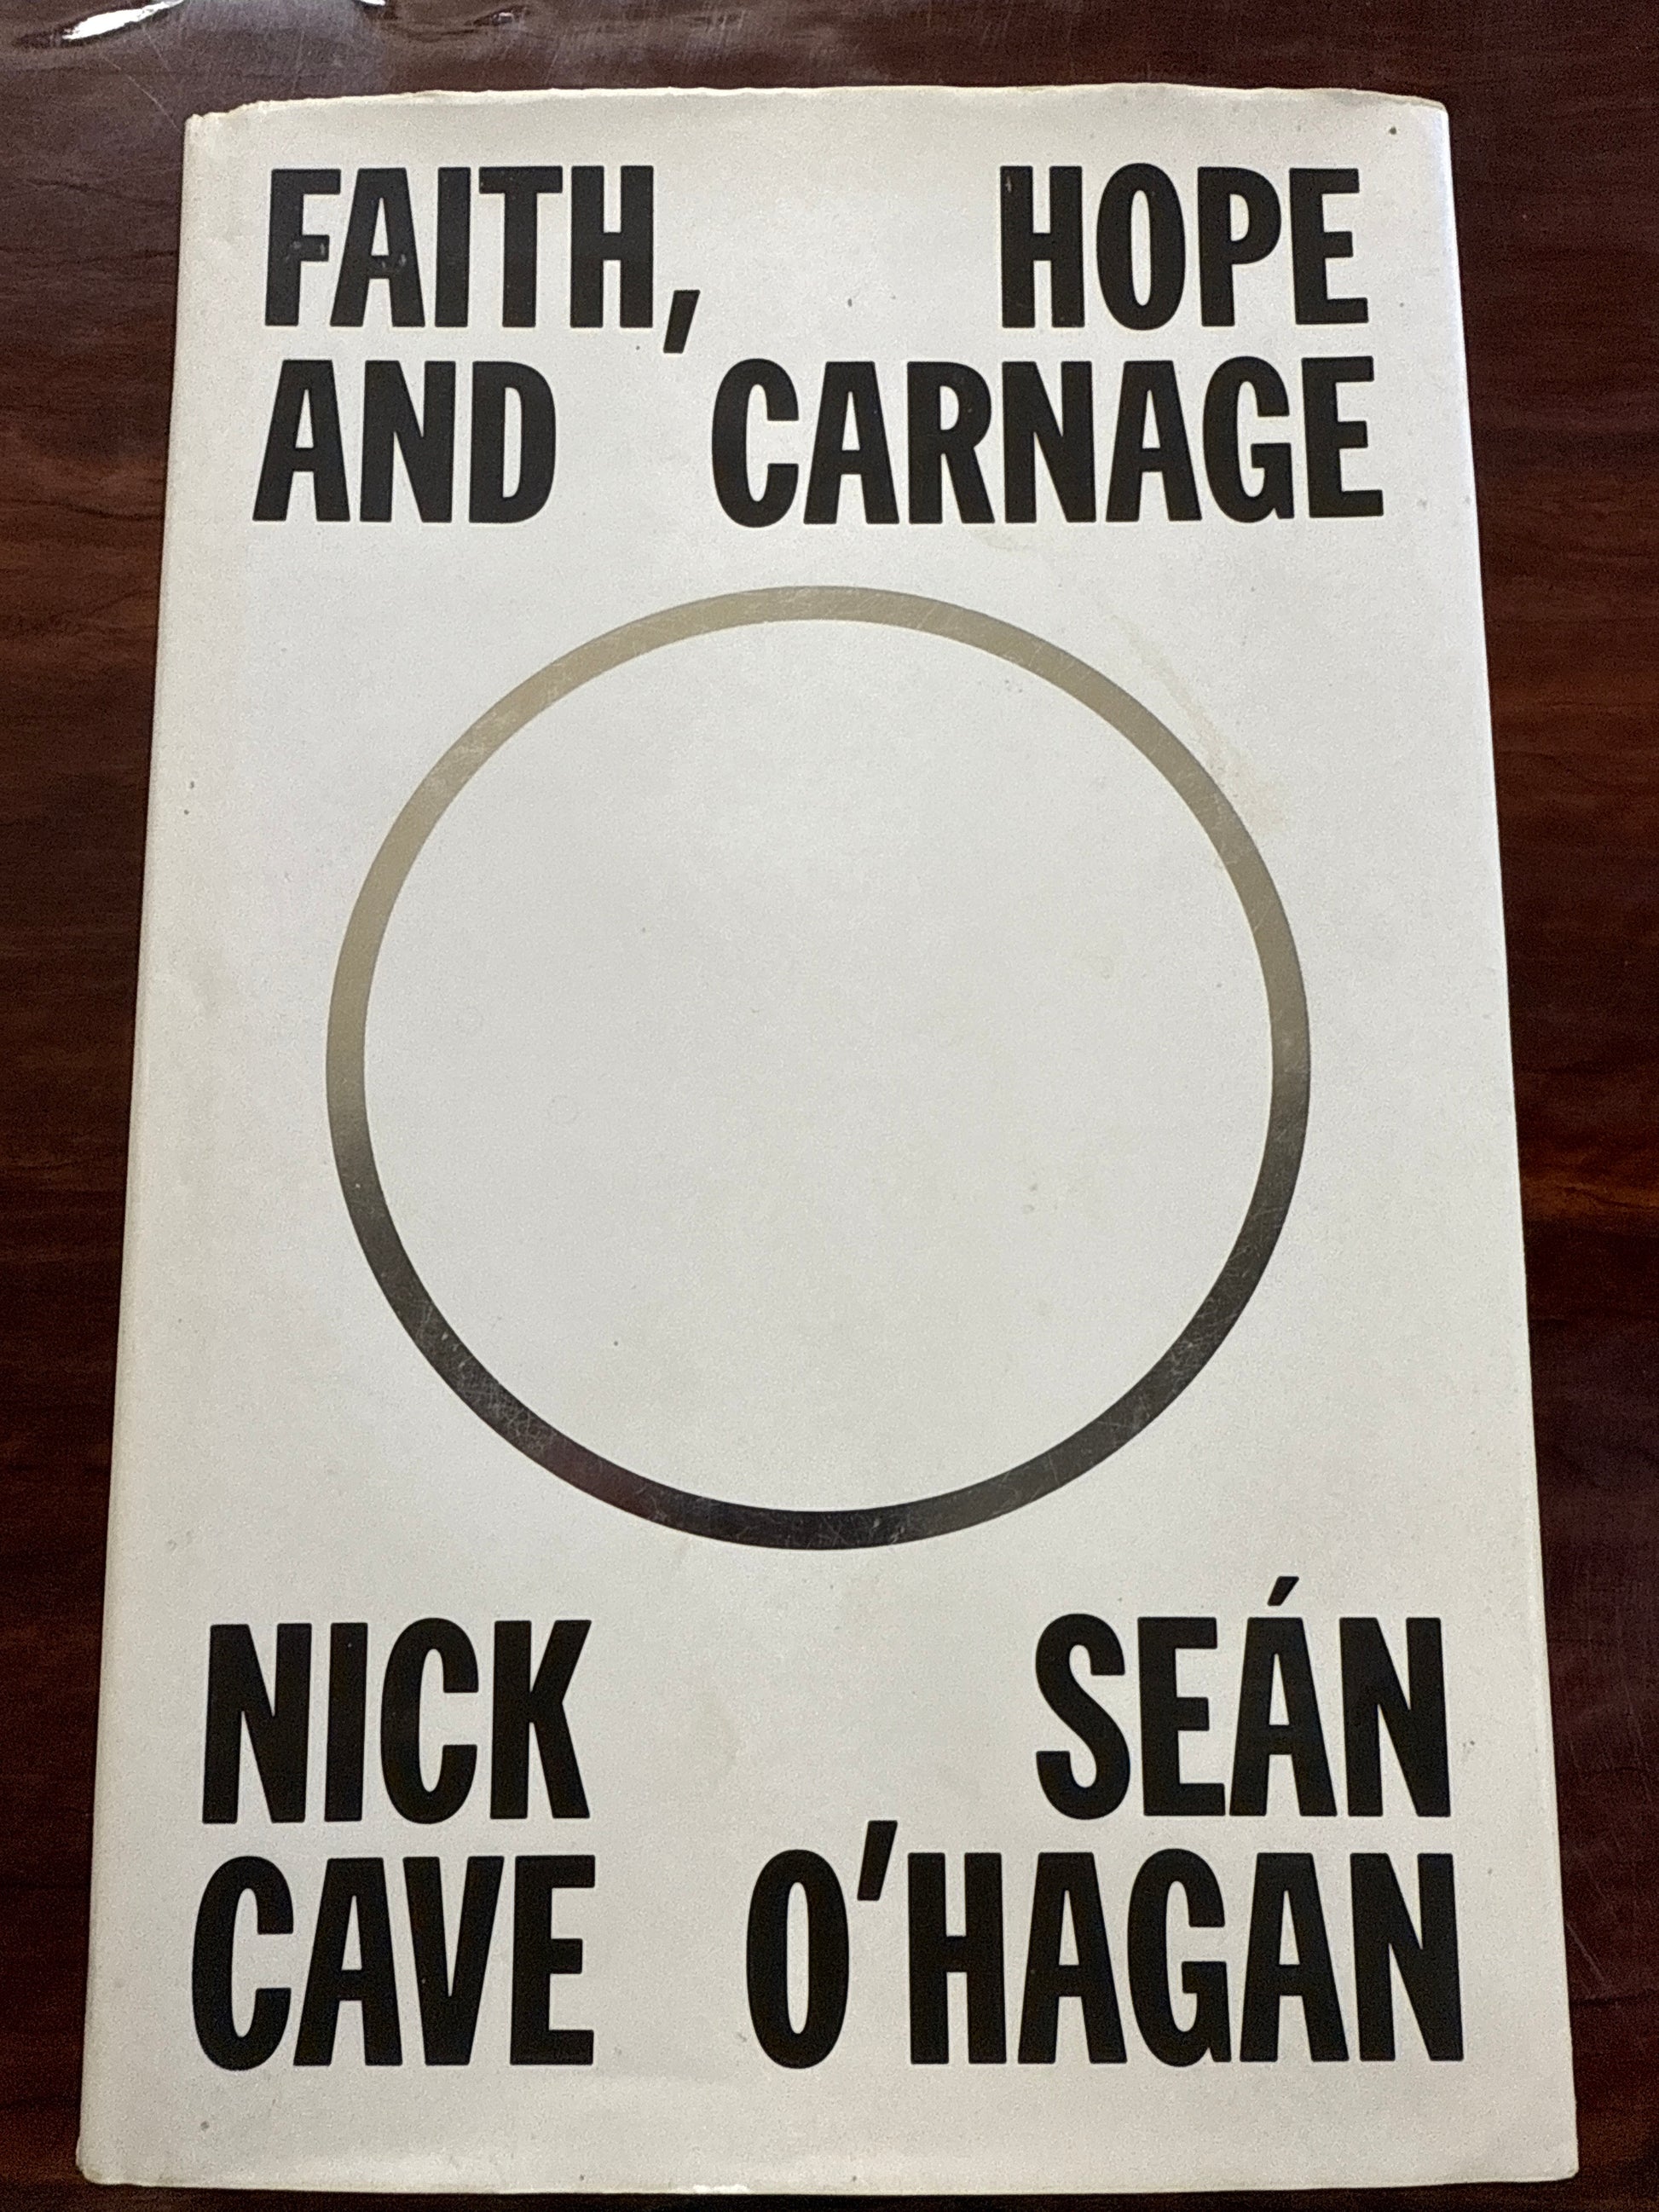 FAITH, HOPE
AND CARNAGE
NICK SEÁN
CAVE O'HAGAN